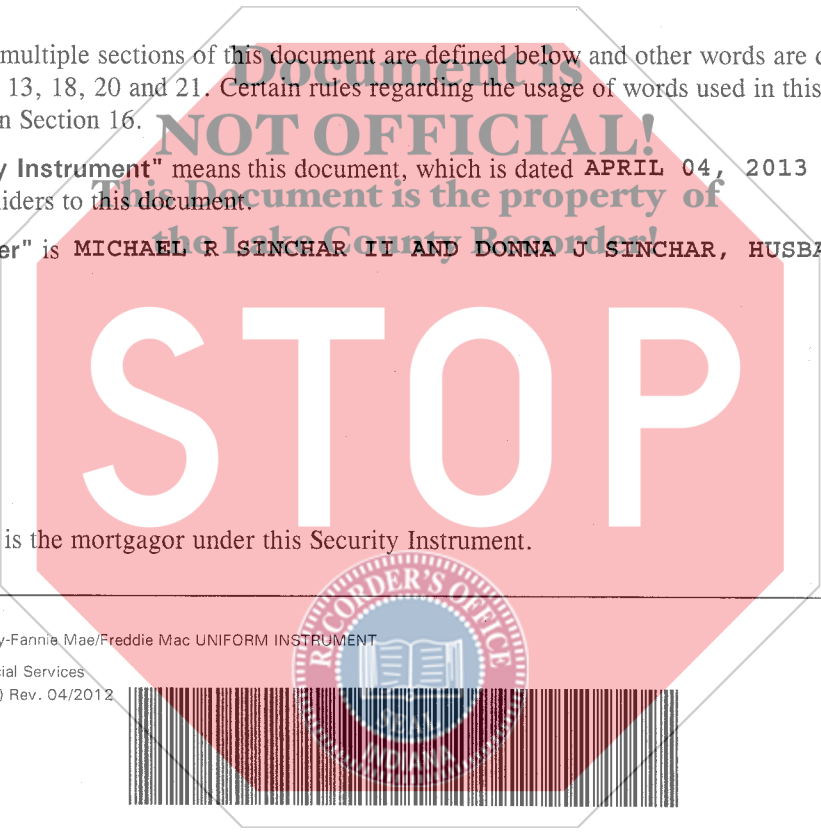 multiple sections of this document are defined below and other words are
13, 18, 20 and 21. Certain rules regarding the usage of words used in this
n Section 16.
Document is
NOT OFFICIAL!
This Document is the property of
the Lake County Recorder!
y Instrument" means this document, which is dated APRIL 04, 2013
iders to this document.
er" is MICHAEL R SINCHAR II AND DONNA J SINCHAR, HUSBA
STOP
is the mortgagor under this Security Instrument.
y-Fannie Mae/Freddie Mac UNIFORM INSTRUMENT
cial Services
) Rev. 04/2012
RECORDER'S OFFICE
SEAL
INDIANA